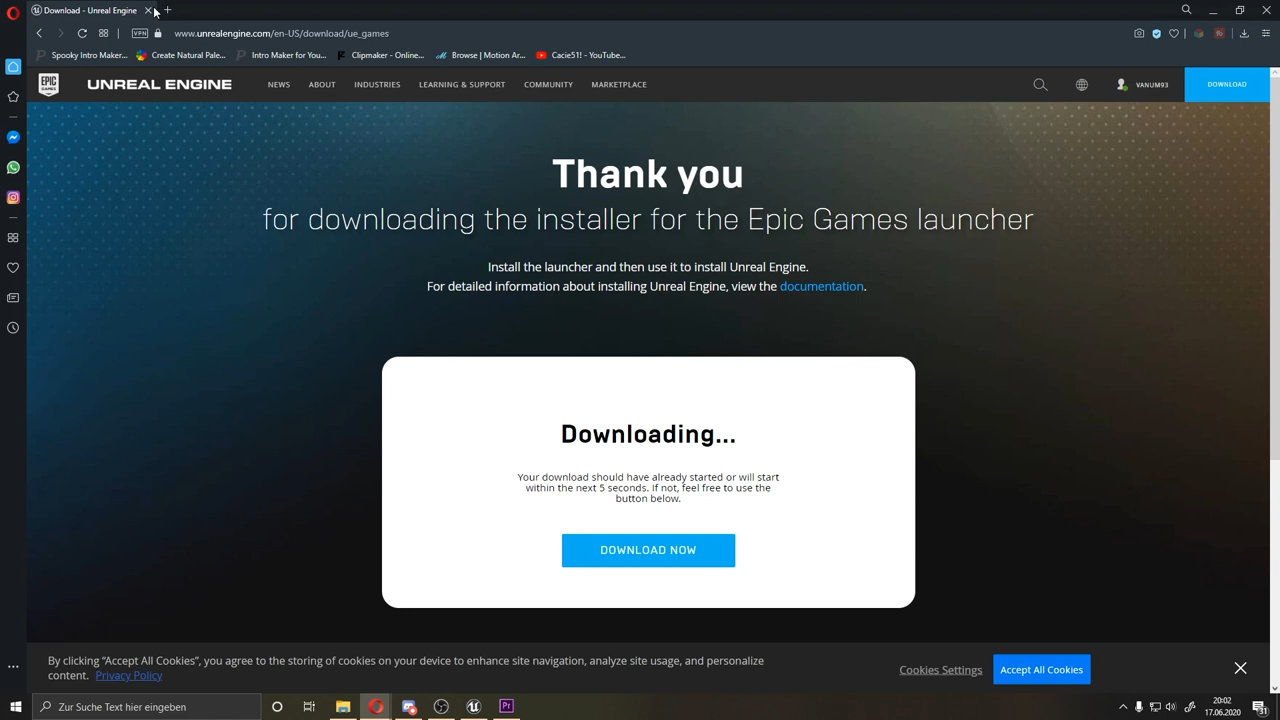 Download - Unreal Engine
VPN
www.unrealengine.com/en-US/download/ue_games
Spooky Intro Maker...
Create Natural Pale...
Intro Maker for You...
Clipmaker - Online...
Browse | Motion Ar...
Cacie51! - YouTube...
EPIC GAMES
UNREAL ENGINE
NEWS
ABOUT
INDUSTRIES
LEARNING & SUPPORT
COMMUNITY
MARKETPLACE
VANUM93
DOWNLOAD
Thank you
for downloading the installer for the Epic Games launcher
Install the launcher and then use it to install Unreal Engine.
For detailed information about installing Unreal Engine, view the documentation.
Downloading...
Your download should have already started or will start
within the next 5 seconds. If not, feel free to use the
button below.
DOWNLOAD NOW
By clicking "Accept All Cookies", you agree to the storing of cookies on your device to enhance site navigation, analyze site usage, and personalize
content. Privacy Policy
Cookies Settings
Accept All Cookies
Zur Suche Text hier eingeben
Pr
20:02
17.06.2020
31